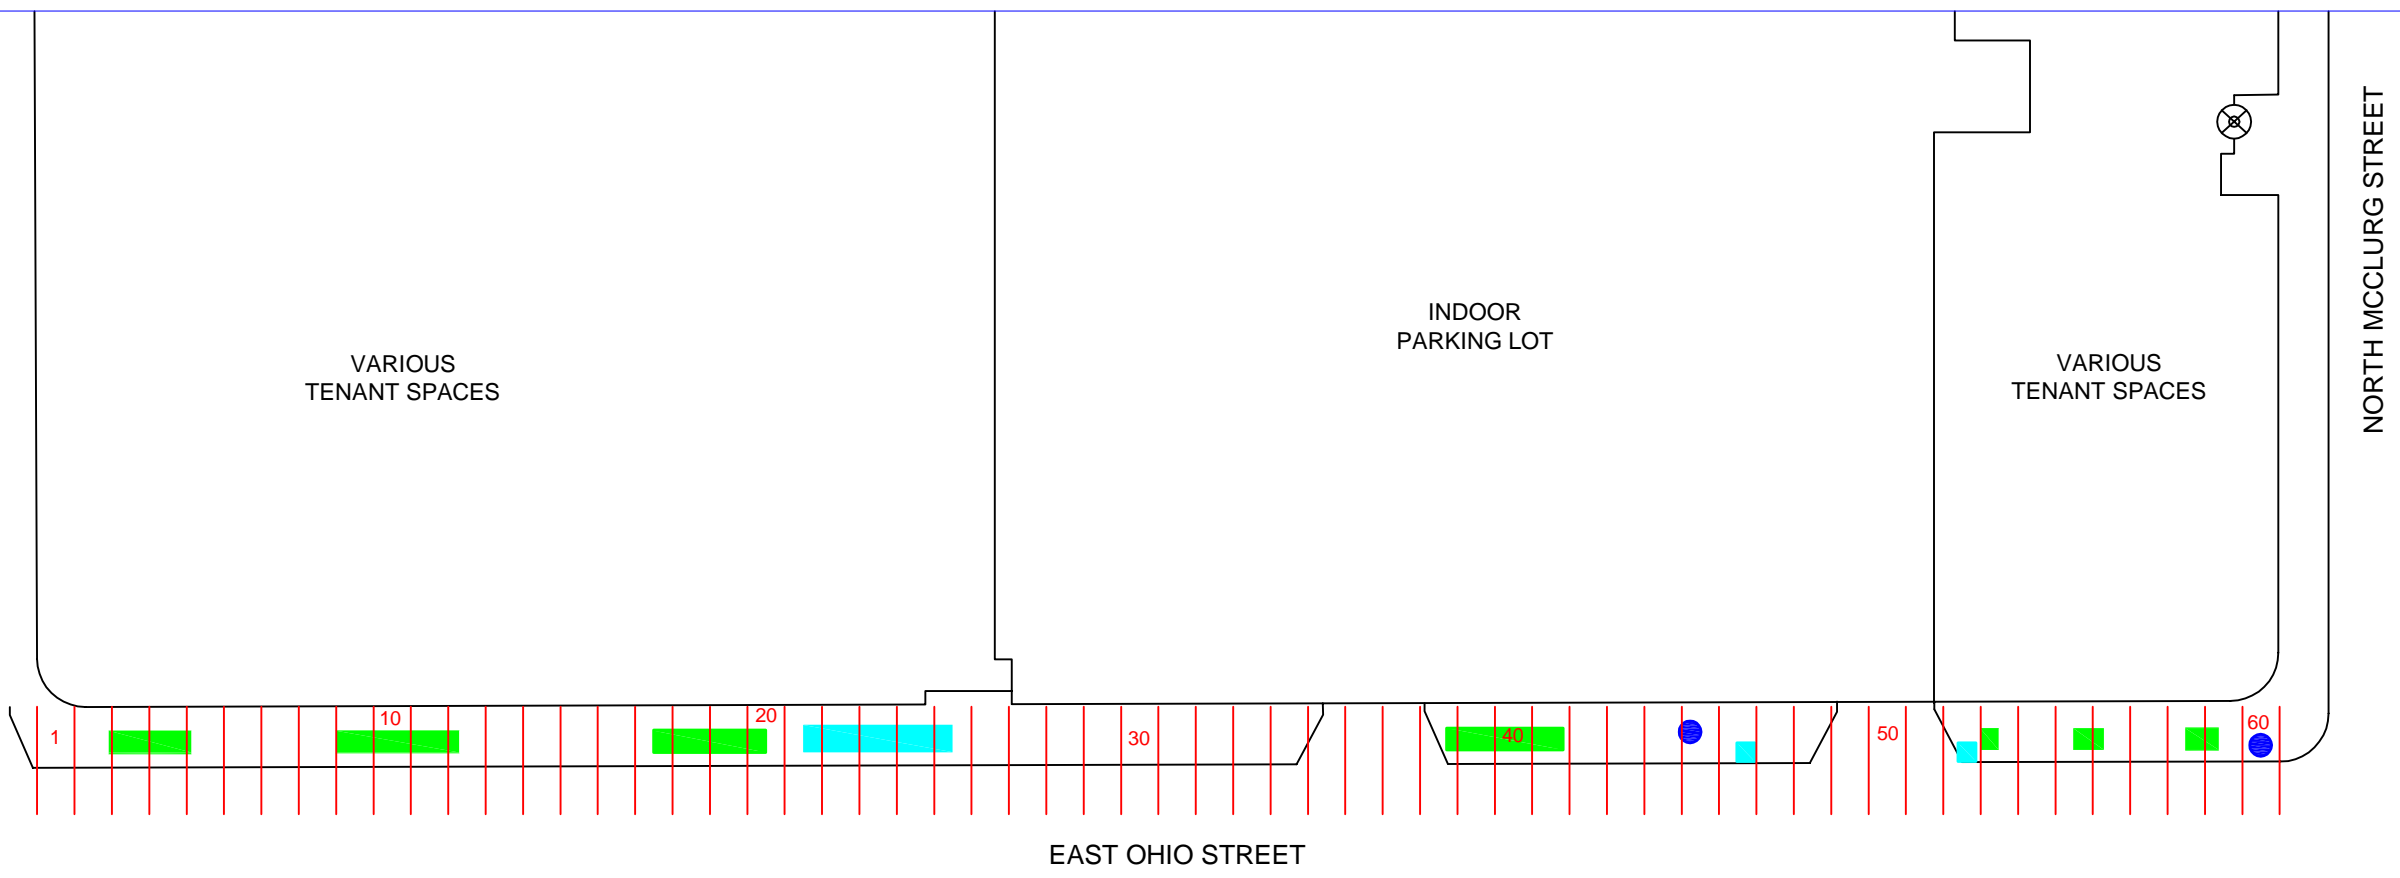 VARIOUS
TENANT SPACES
INDOOR
PARKING LOT
VARIOUS
TENANT SPACES
NORTH MCCLURG STREET
1
10
20
30
40
50
60
EAST OHIO STREET